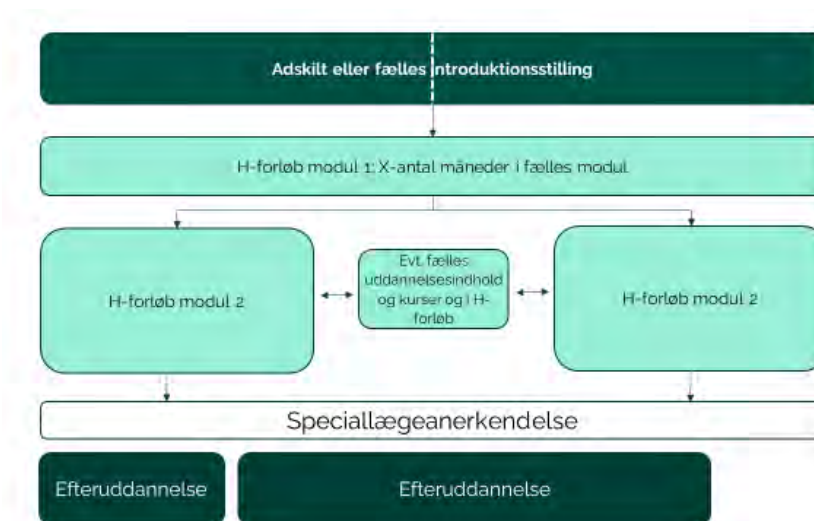 Adskilt eller fælles introduktionsstilling
H-forløb modul 1: X-antal måneder i fælles modul
H-forløb modul 2
Evt. fælles
uddannelsesindhold
og kurser og i H-
forløb
H-forløb modul 2
Speciallægeanerkendelse
Efteruddannelse
Efteruddannelse